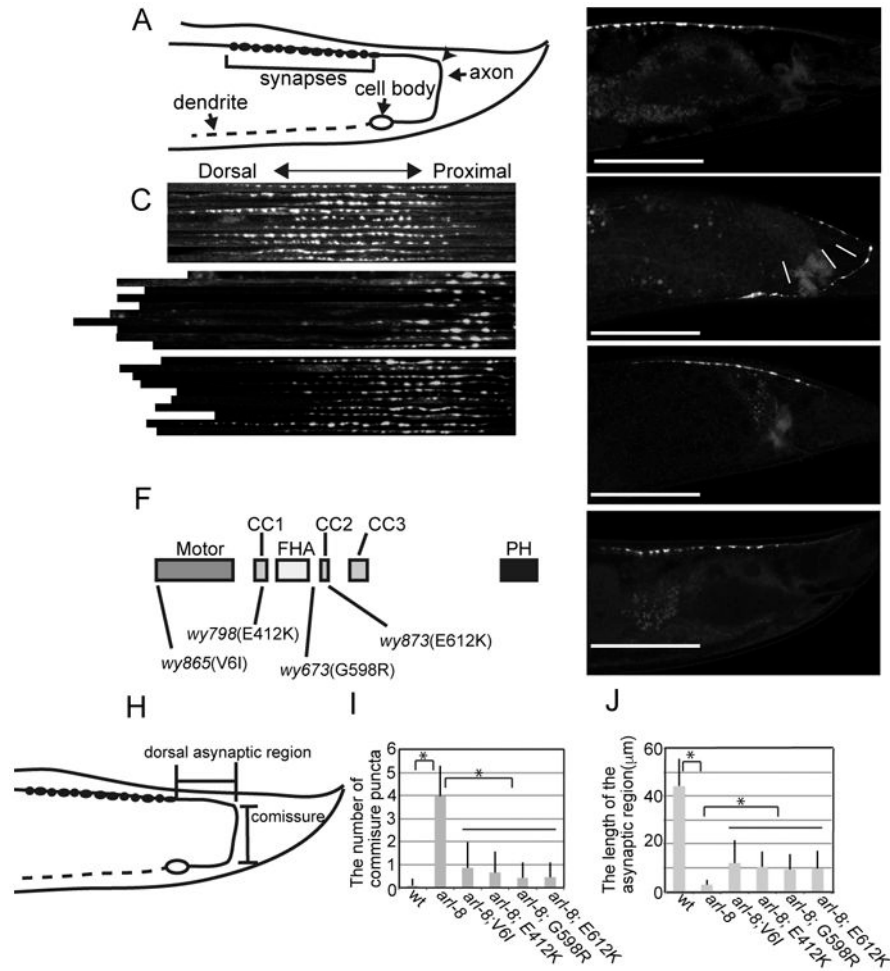 A
synapses
axon
cell body
dendrite
Dorsal
Proximal
C
F
CC1
CC2
CC3
Motor
FHA
PH
wy798(E412K)
wy873(E612K)
wy865(V6I)
wy673(G598R)
H
dorsal asynaptic region
comissure
I
The number of
commisure puncta
6
5
4
3
2
1
0
*
*
wt
arl-8
arl-8;V6I
arl-8; E412K
arl-8; G598R
arl-8; E612K
J
The length of the
asynaptic region(μm)
60
40
20
0
*
*
wt
arl-8
arl-8;V6I
arl-8; E412K
arl-8; G598R
arl-8; E612K